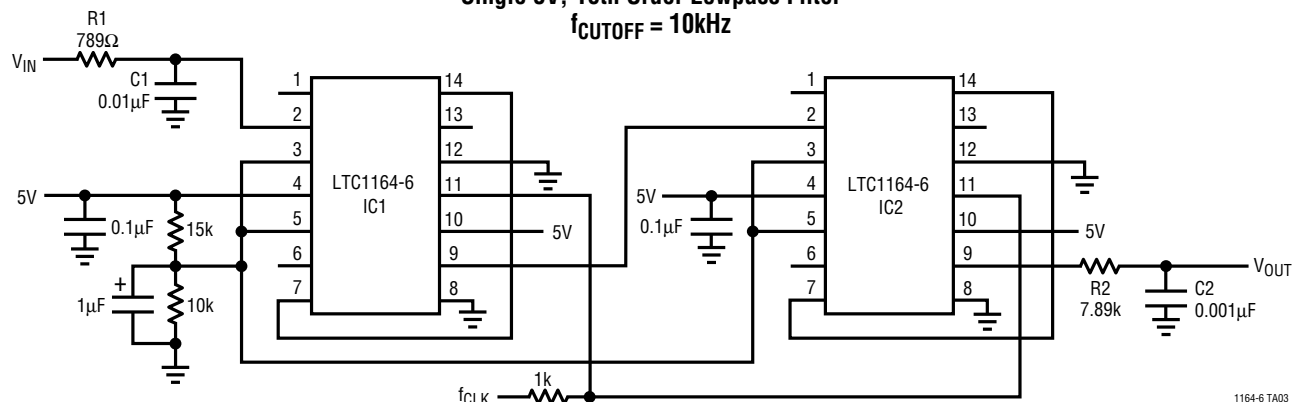 Single 5V, 16th Order Lowpass Filter
fCUTOFF = 10kHz
R1
789Ω
VIN
C1
0.01µF
1
2
3
4
5
6
7
14
13
12
11
10
9
8
LTC1164-6
IC1
5V
0.1µF
15k
+
1µF
10k
5V
1
2
3
4
5
6
7
14
13
12
11
10
9
8
LTC1164-6
IC2
5V
0.1µF
5V
R2
7.89k
C2
0.001µF
VOUT
fCLK
1k
1164-6 TA03